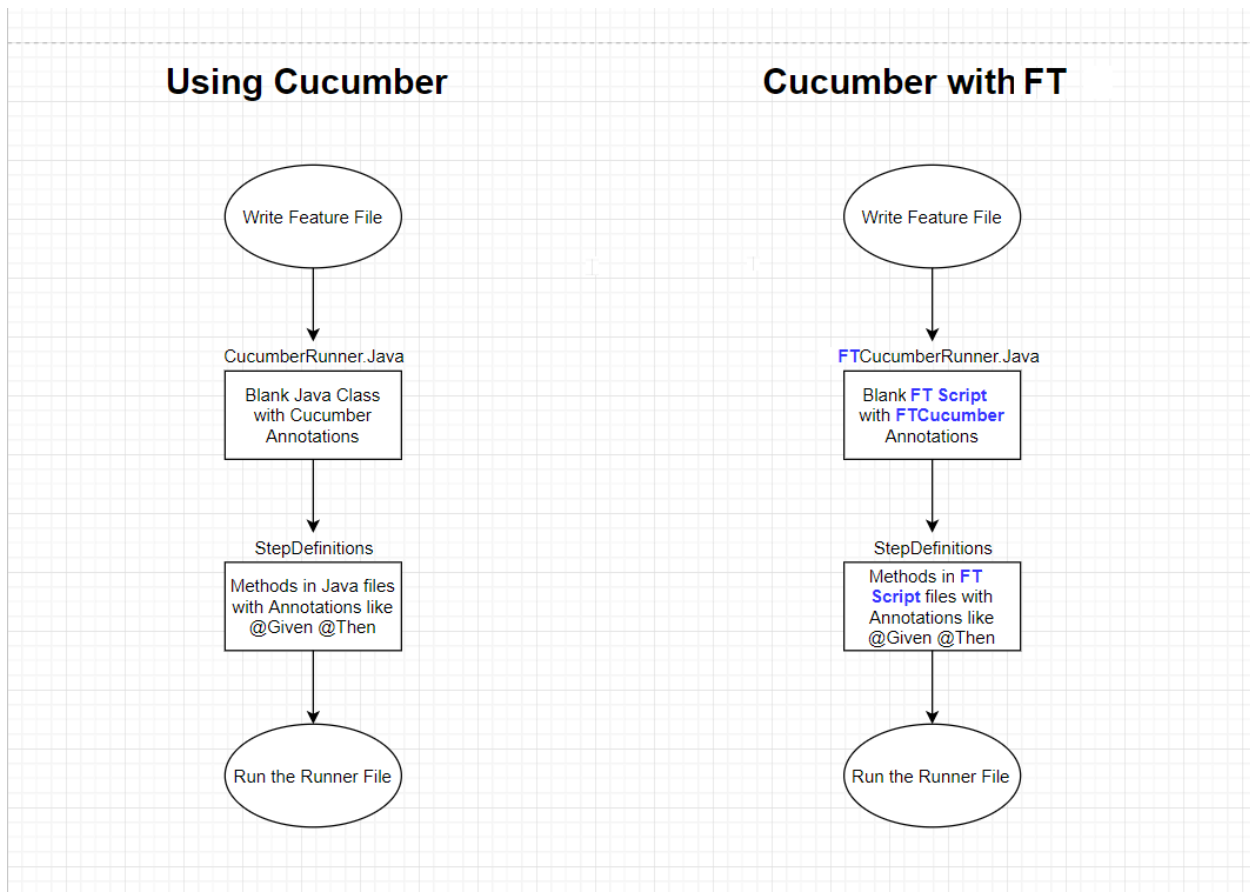 Using Cucumber
Write Feature File
CucumberRunner.Java
Blank Java Class
with Cucumber
Annotations
StepDefinitions
Methods in Java files
with Annotations like
@Given @Then
Run the Runner File
Cucumber with FT
Write Feature File
FTCucumberRunner.Java
Blank FT Script
with FTCucumber
Annotations
StepDefinitions
Methods in FT
Script files with
Annotations like
@Given @Then
Run the Runner File